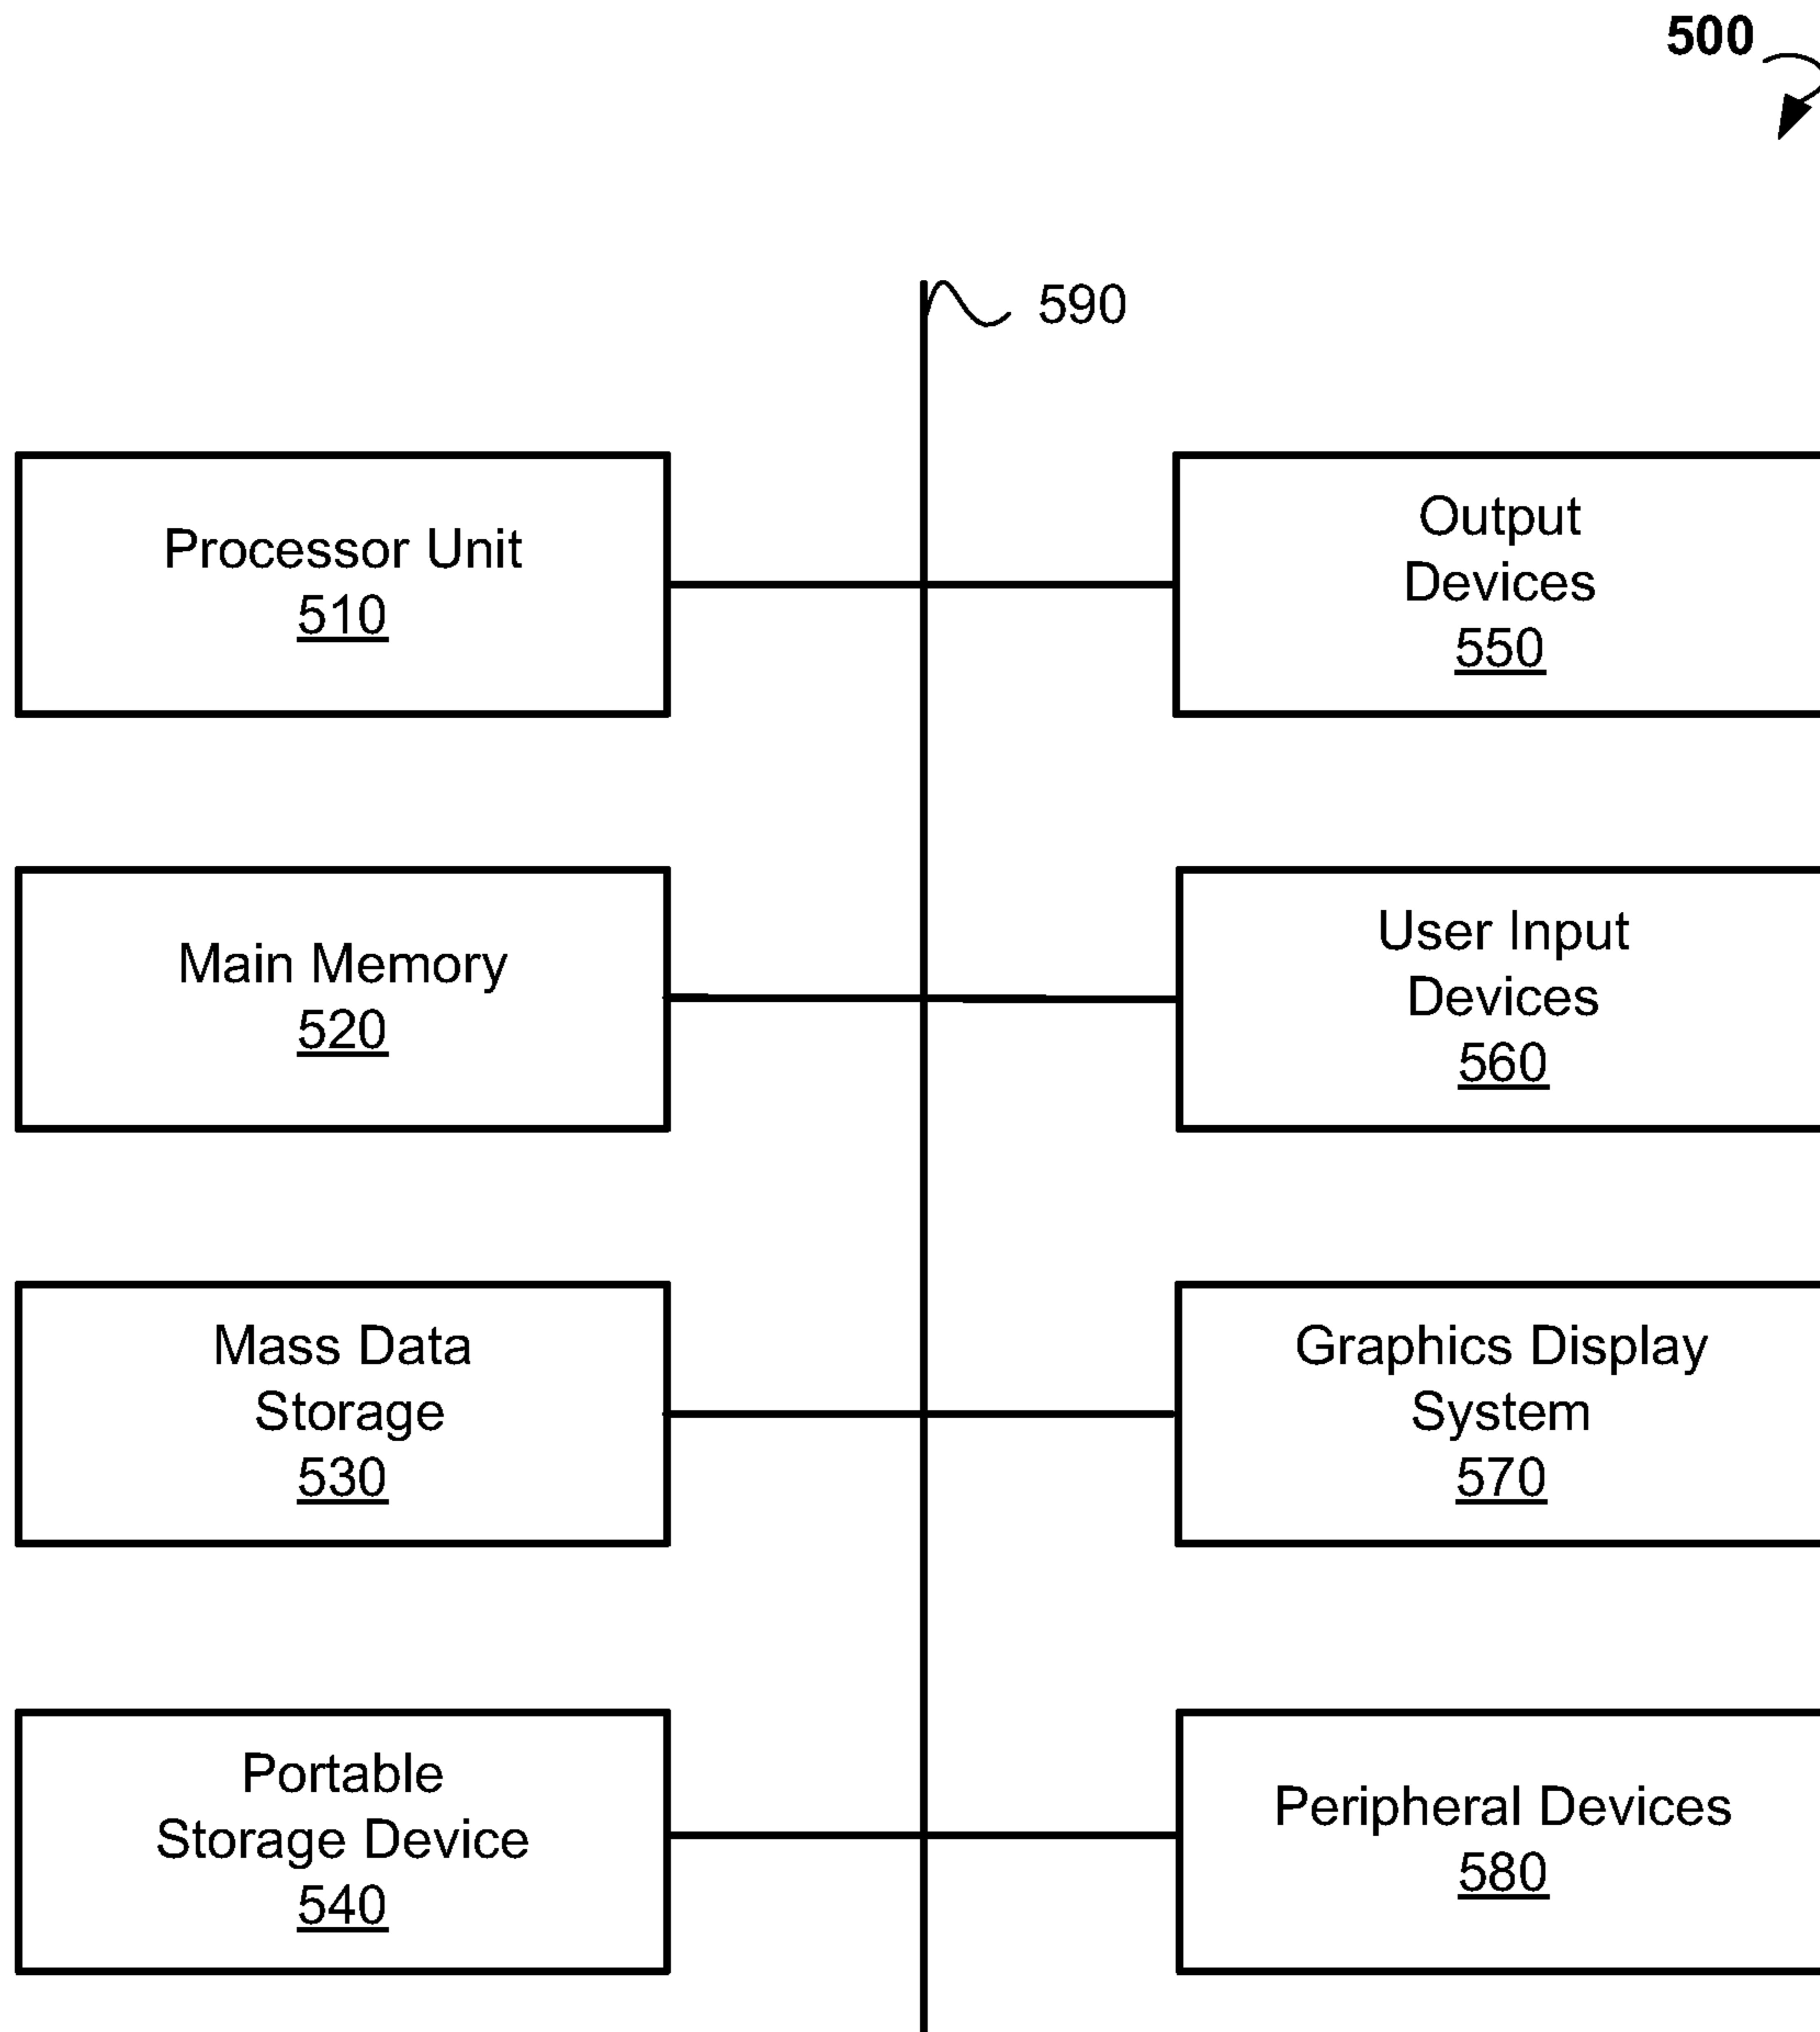 500
590
Processor Unit
510
Output
Devices
550
Main Memory
520
User Input
Devices
560
Mass Data
Storage
530
Graphics Display
System
570
Portable
Storage Device
540
Peripheral Devices
580